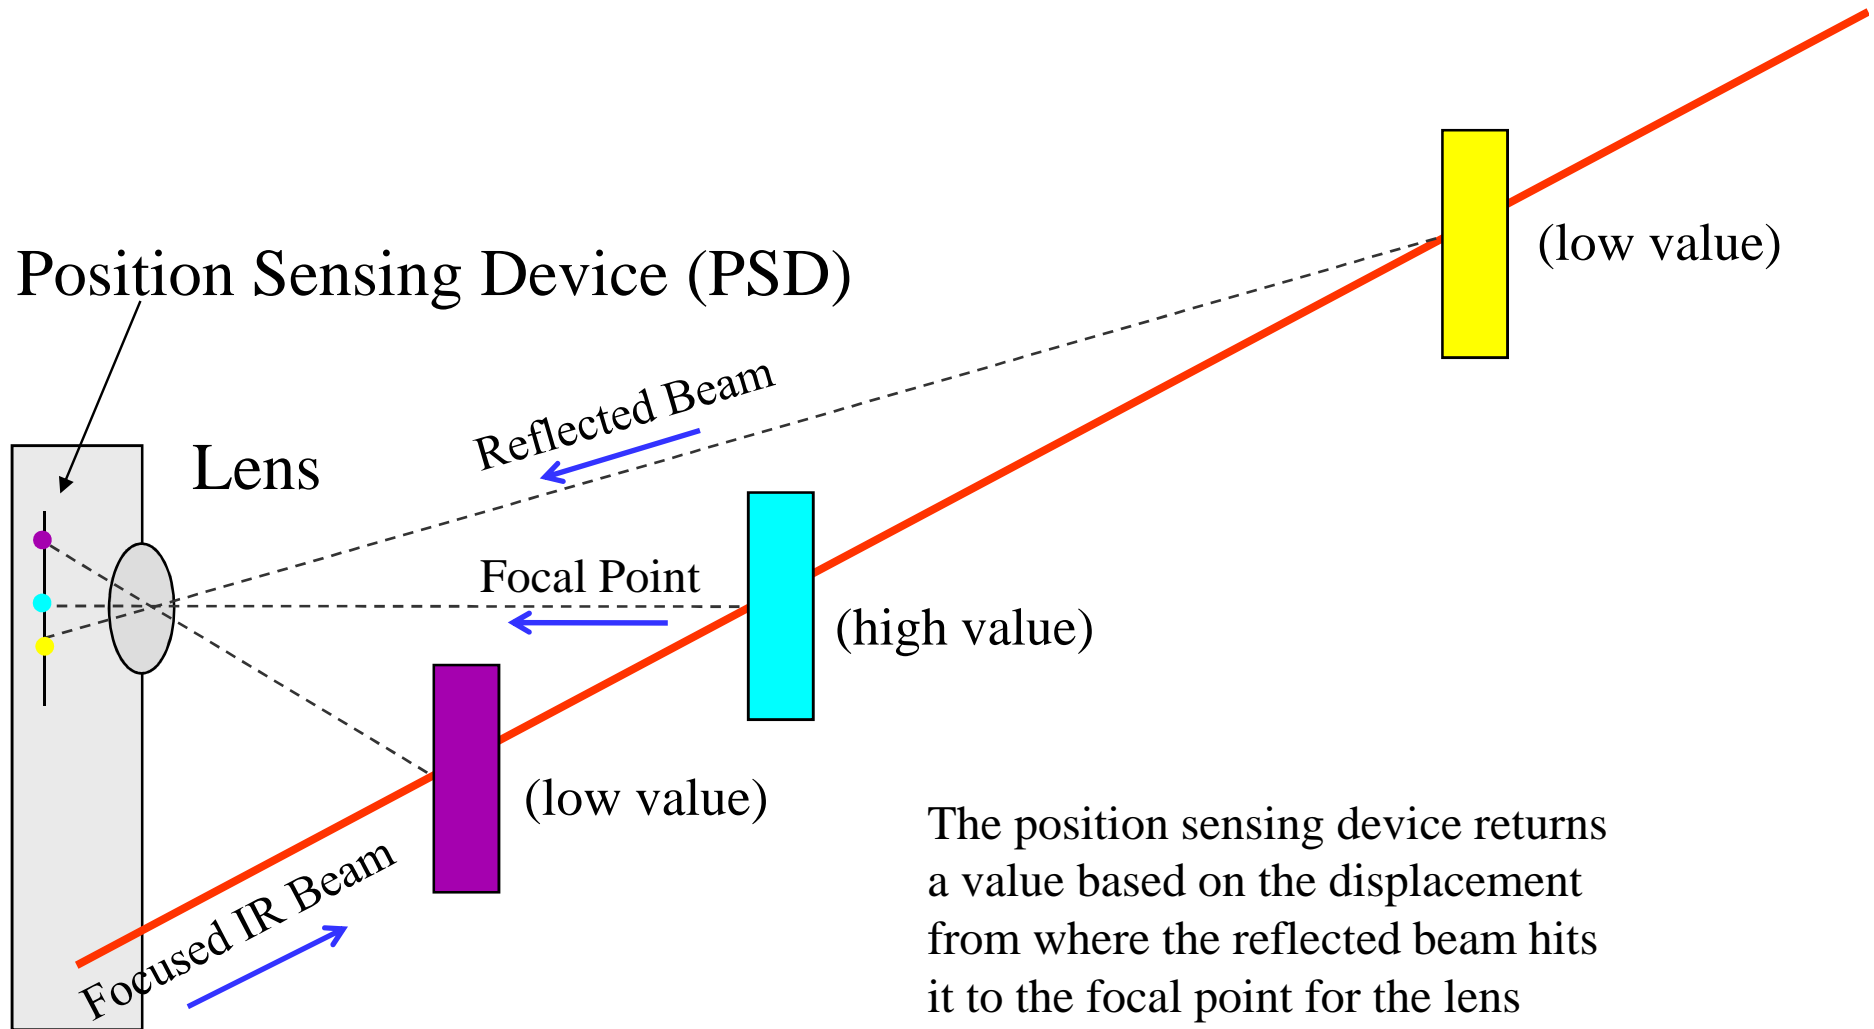 (low value)
Position Sensing Device (PSD)
Reflected Beam
Lens
Focal Point
(high value)
(low value)
Focused IR Beam
The position sensing device returns
a value based on the displacement
from where the reflected beam hits
it to the focal point for the lens